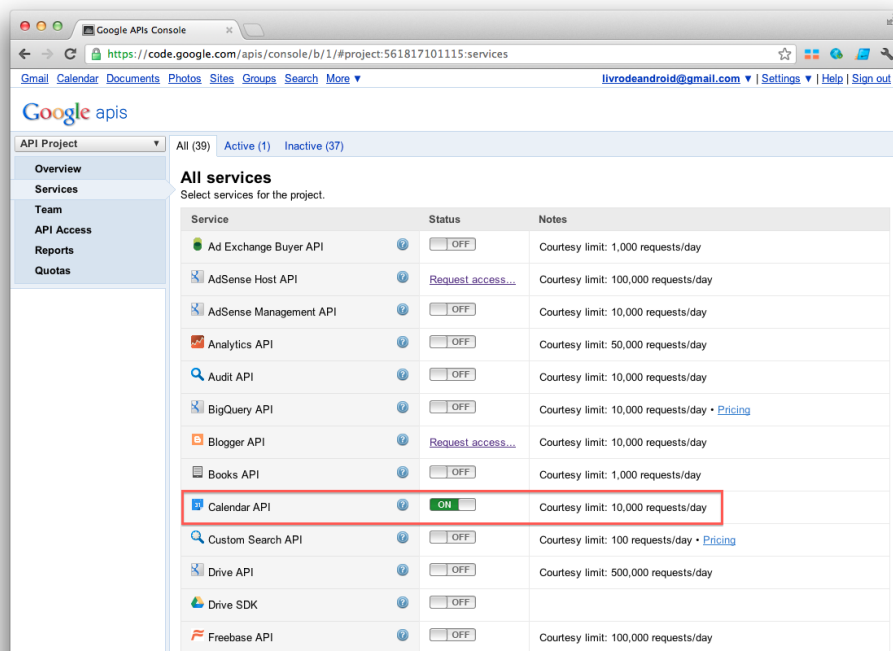 Google APIs Console
https://code.google.com/apis/console/b/1/#project:561817101115:services
Gmail Calendar Documents Photos Sites Groups Search More ▼ livrodeandroid@gmail.com ▼ | Settings ▼ | Help | Sign out
Google apis
API Project ▼
Overview
Services
Team
API Access
Reports
Quotas
All (39) Active (1) Inactive (37)
All services
Select services for the project.
Service Status Notes
Ad Exchange Buyer API ? OFF Courtesy limit: 1,000 requests/day
AdSense Host API ? Request access... Courtesy limit: 100,000 requests/day
AdSense Management API ? OFF Courtesy limit: 10,000 requests/day
Analytics API ? OFF Courtesy limit: 50,000 requests/day
Audit API ? OFF Courtesy limit: 10,000 requests/day
BigQuery API ? OFF Courtesy limit: 10,000 requests/day • Pricing
Blogger API ? Request access... Courtesy limit: 10,000 requests/day
Books API ? OFF Courtesy limit: 1,000 requests/day
31 Calendar API ? ON Courtesy limit: 10,000 requests/day
Custom Search API ? OFF Courtesy limit: 100 requests/day • Pricing
Drive API ? OFF Courtesy limit: 500,000 requests/day
Drive SDK ? OFF
Freebase API ? OFF Courtesy limit: 100,000 requests/day